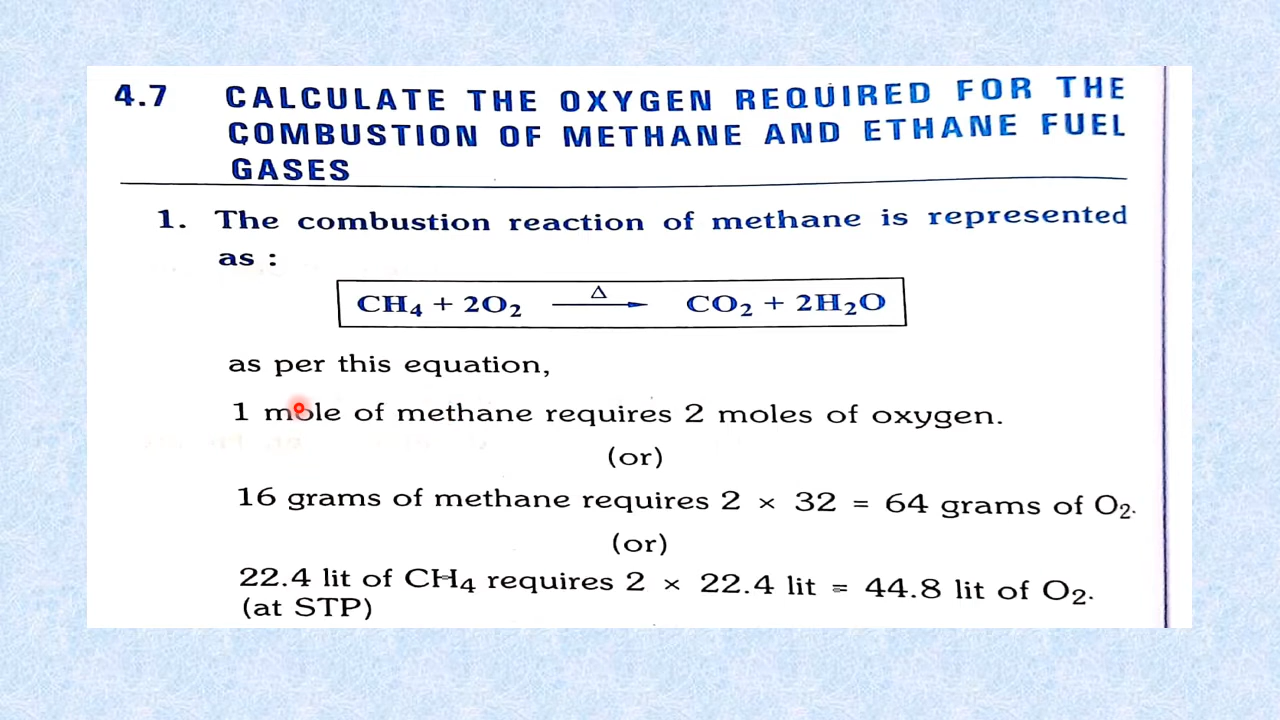 4.7 CALCULATE THE OXYGEN REQUIRED FOR THE
COMBUSTION OF METHANE AND ETHANE FUEL
GASES
1. The combustion reaction of methane is represented
as :
CH₄ + 2O₂ —Δ→ CO₂ + 2H₂O
as per this equation,
1 mole of methane requires 2 moles of oxygen.
(or)
16 grams of methane requires 2 × 32 = 64 grams of O₂.
(or)
22.4 lit of CH₄ requires 2 × 22.4 lit = 44.8 lit of O₂.
(at STP)